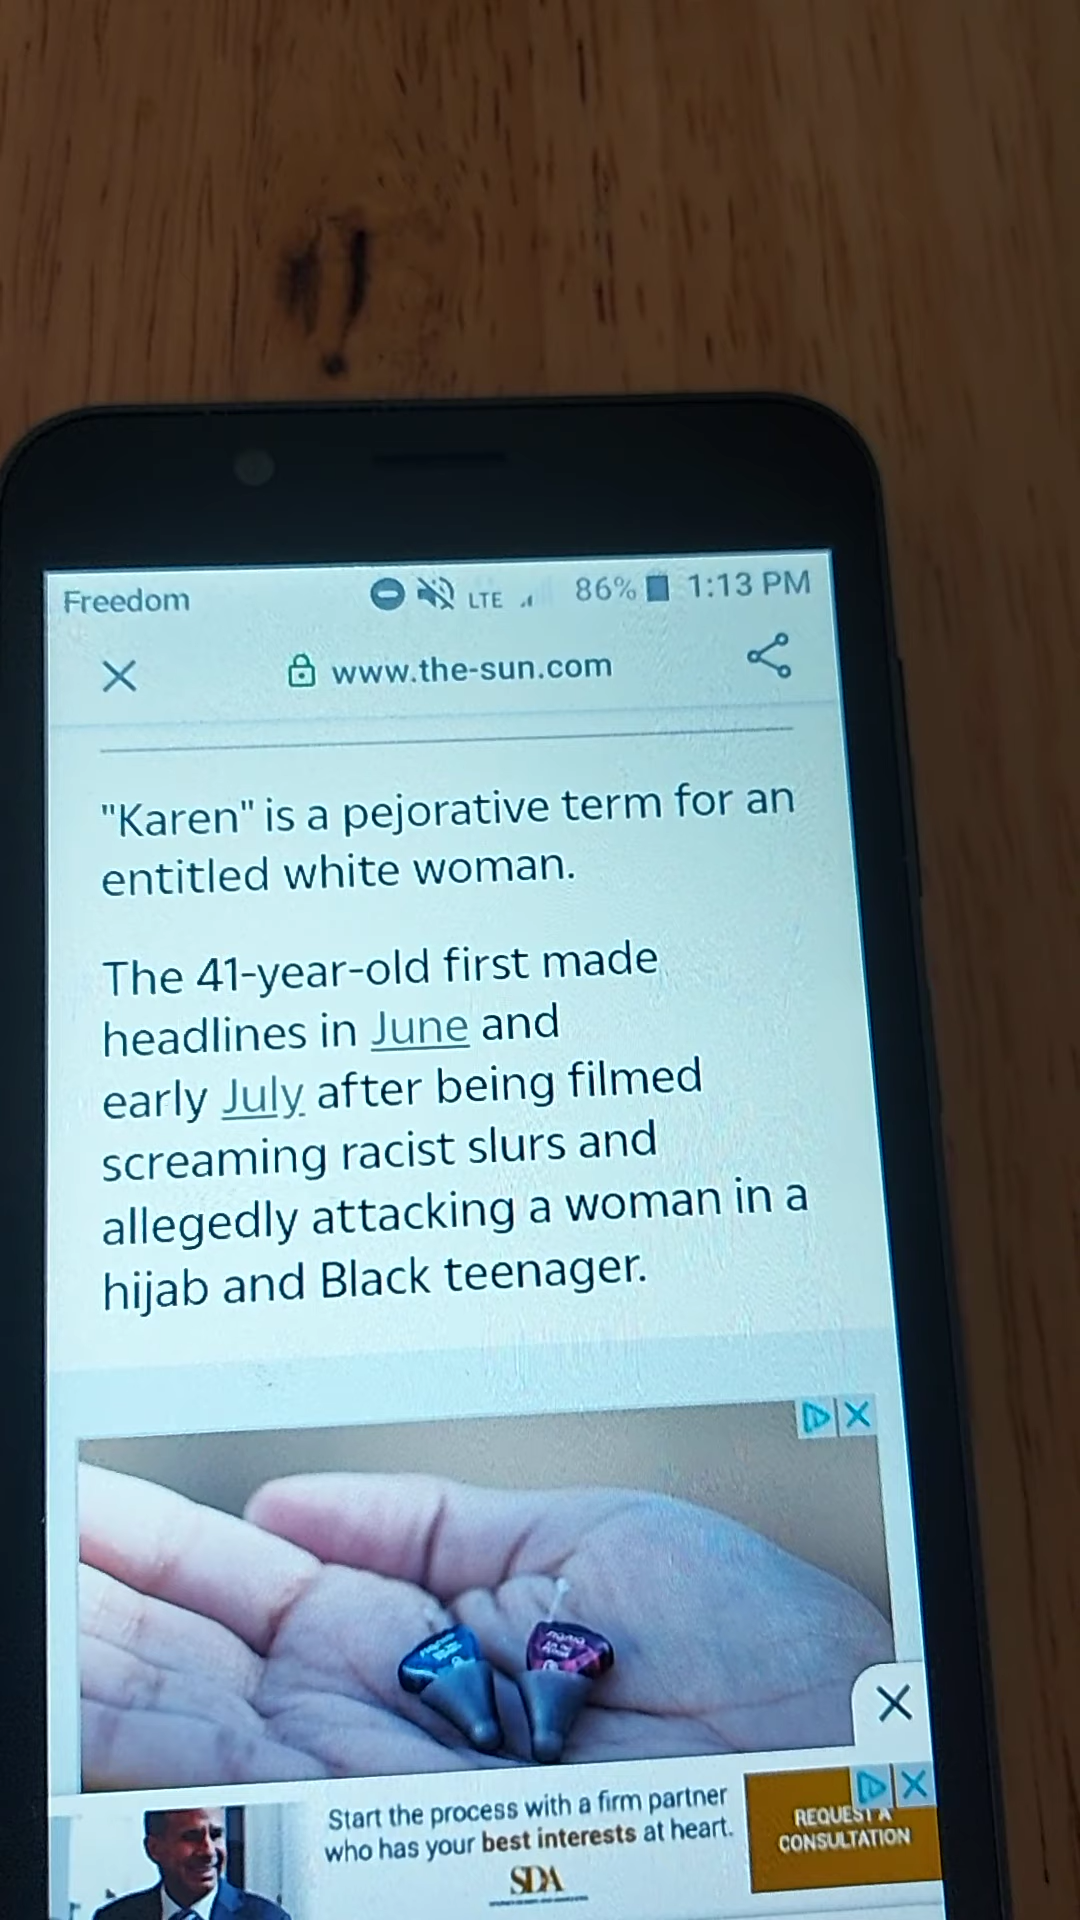 Freedom LTE 86% 1:13 PM
www.the-sun.com
"Karen" is a pejorative term for an
entitled white woman.
The 41-year-old first made
headlines in June and
early July after being filmed
screaming racist slurs and
allegedly attacking a woman in a
hijab and Black teenager.
Start the process with a firm partner
who has your best interests at heart.
SDA
REQUEST A
CONSULTATION